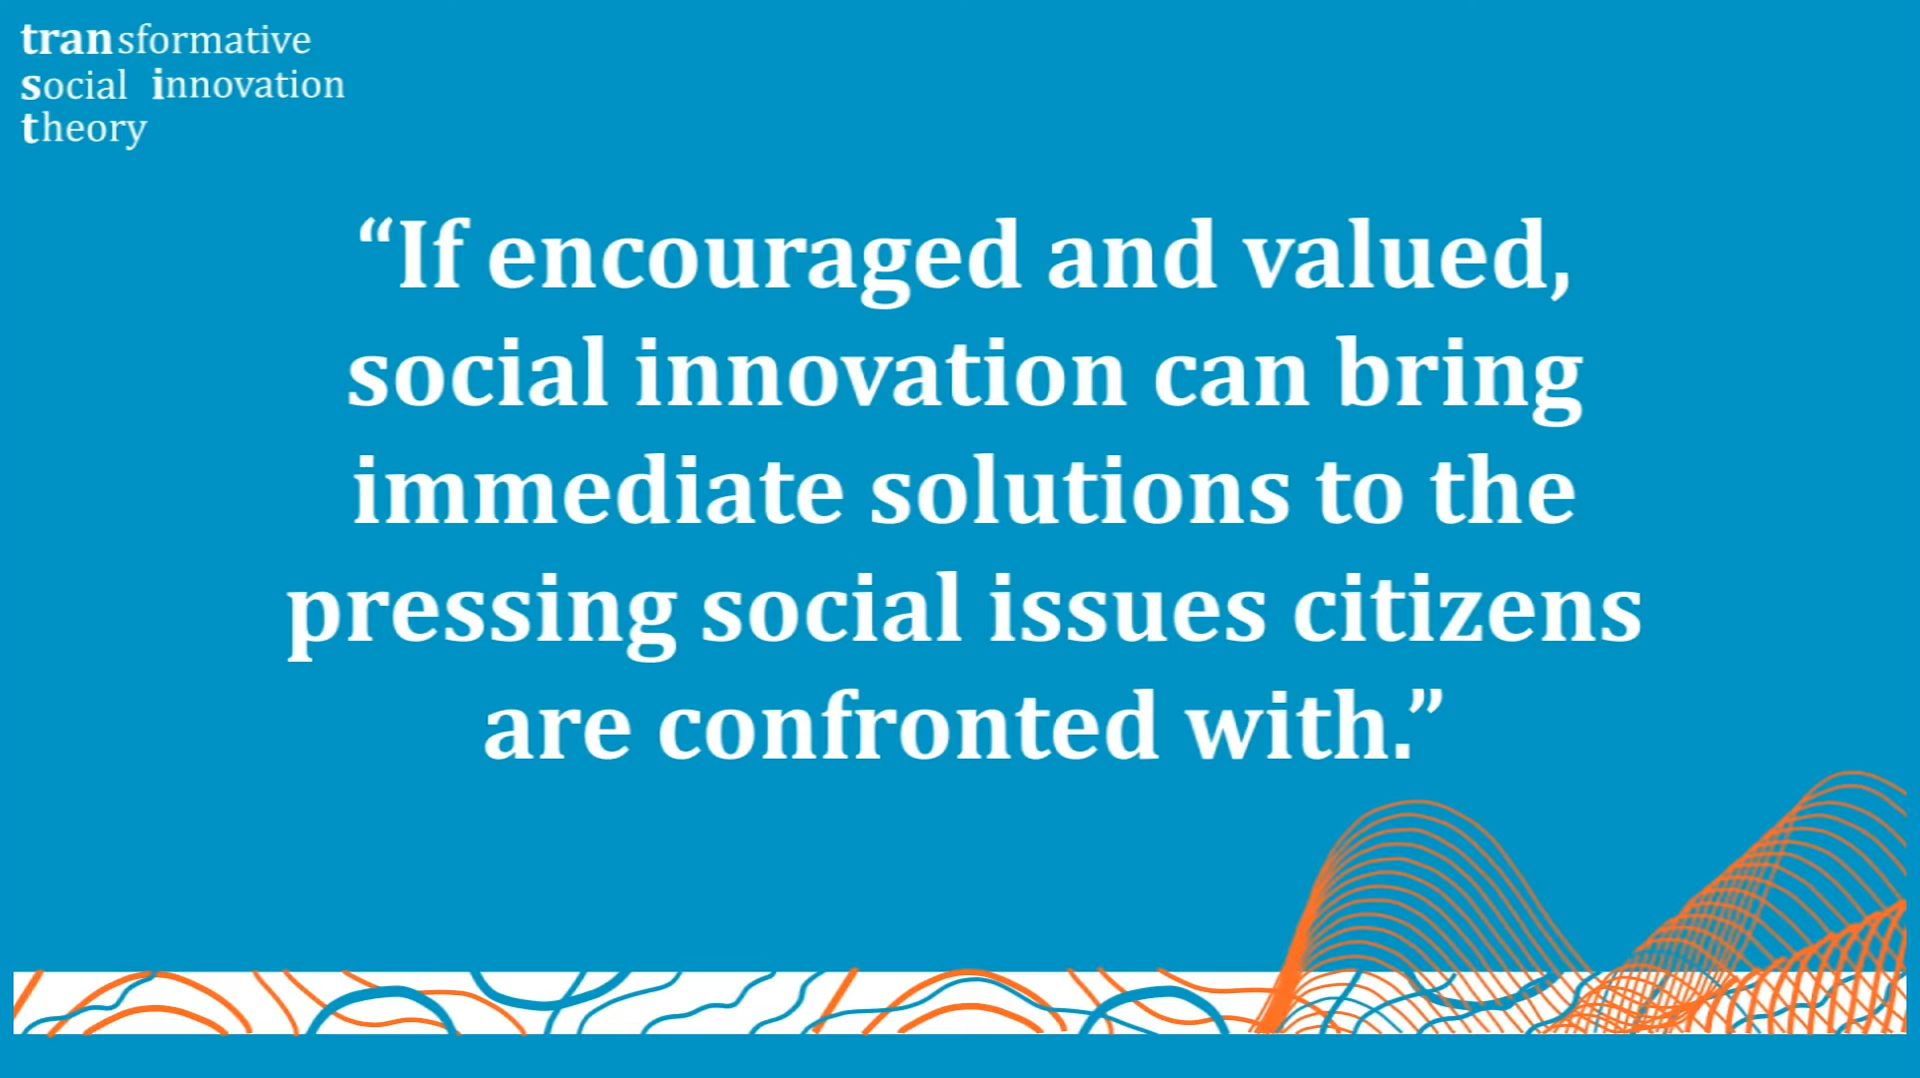 transformative
social innovation
theory
“If encouraged and valued,
social innovation can bring
immediate solutions to the
pressing social issues citizens
are confronted with.”